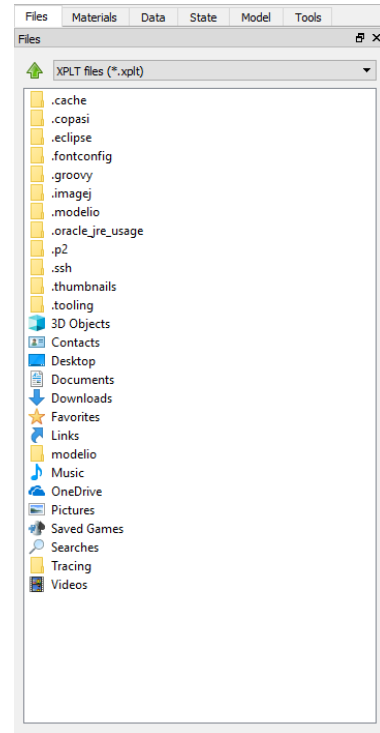 Files Materials Data State Model Tools
Files
XPLT files (*.xplt)
.cache
.copasi
.eclipse
.fontconfig
.groovy
.imagej
.modelio
.oracle_jre_usage
.p2
.ssh
.thumbnails
.tooling
3D Objects
Contacts
Desktop
Documents
Downloads
Favorites
Links
modelio
Music
OneDrive
Pictures
Saved Games
Searches
Tracing
Videos